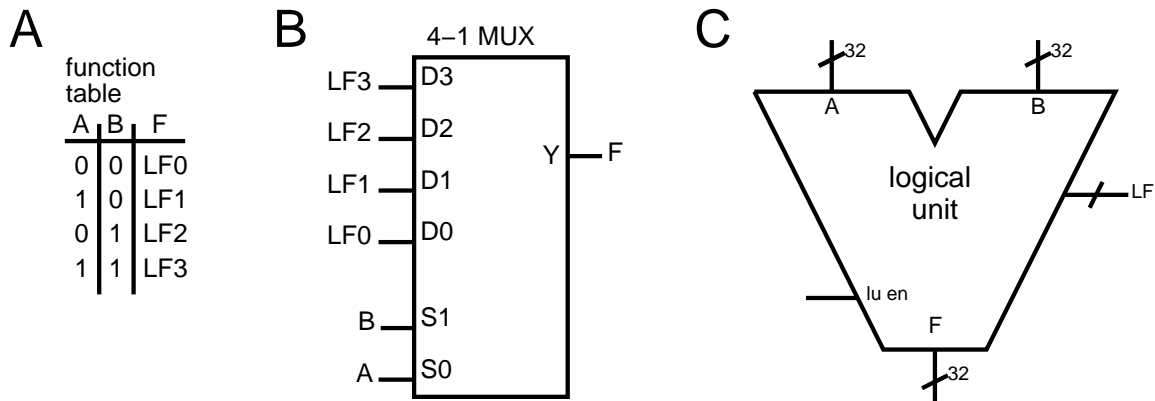 A
function
table
A B F
0 0 LF0
1 0 LF1
0 1 LF2
1 1 LF3
B
4–1 MUX
LF3 D3
LF2 D2
LF1 D1
LF0 D0
Y F
B S1
A S0
C
32 32
A B
logical
unit
LF
lu en
F
32